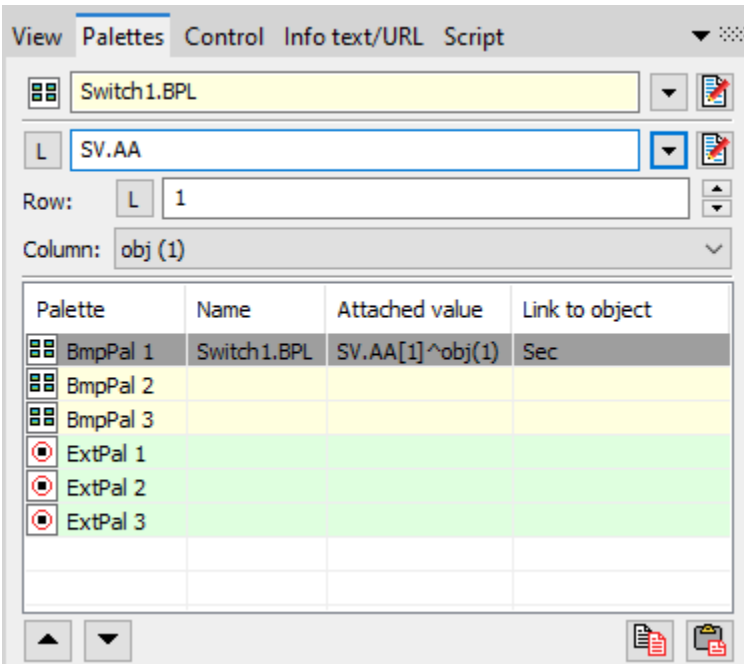 View Palettes Control Info text/URL Script
Switch1.BPL
L SV.AA
Row: L 1
Column: obj (1)
Palette Name Attached value Link to object
BmpPal 1 Switch1.BPL SV.AA[1]^obj(1) Sec
BmpPal 2
BmpPal 3
ExtPal 1
ExtPal 2
ExtPal 3